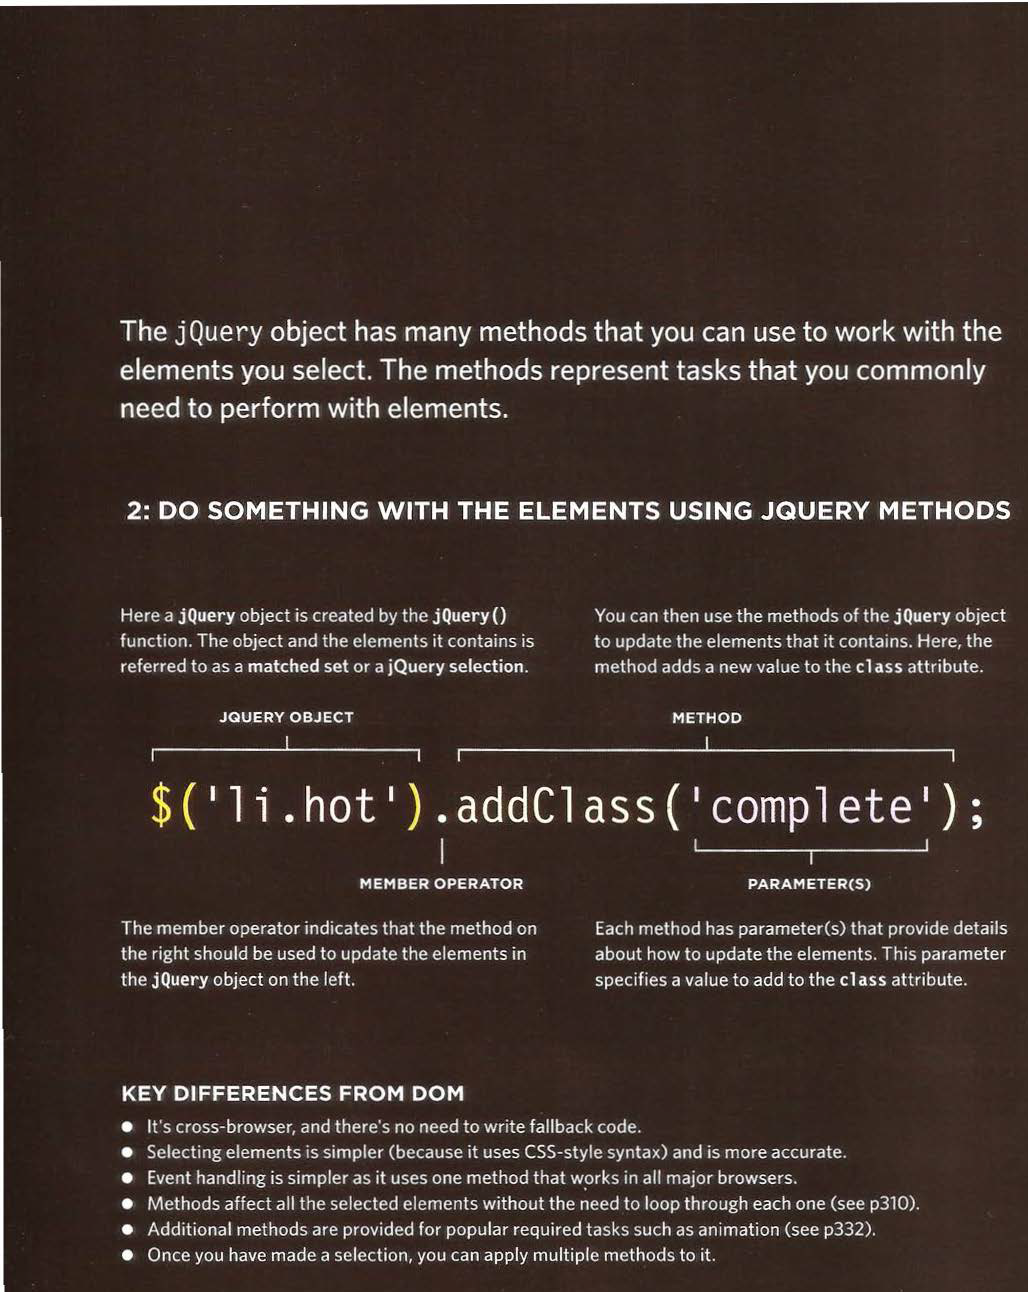 The jQuery object has many methods that you can use to work with the
elements you select. The methods represent tasks that you commonly
need to perform with elements.
2: DO SOMETHING WITH THE ELEMENTS USING JQUERY METHODS
Here a jQuery object is created by the jQuery()
function. The object and the elements it contains is
referred to as a matched set or a jQuery selection.
You can then use the methods of the jQuery object
to update the elements that it contains. Here, the
method adds a new value to the class attribute.
JQUERY OBJECT
METHOD
$('li.hot').addClass('complete');
MEMBER OPERATOR
PARAMETER(S)
The member operator indicates that the method on
the right should be used to update the elements in
the jQuery object on the left.
Each method has parameter(s) that provide details
about how to update the elements. This parameter
specifies a value to add to the class attribute.
KEY DIFFERENCES FROM DOM
● It's cross-browser, and there's no need to write fallback code.
● Selecting elements is simpler (because it uses CSS-style syntax) and is more accurate.
● Event handling is simpler as it uses one method that works in all major browsers.
● Methods affect all the selected elements without the need to loop through each one (see p310).
● Additional methods are provided for popular required tasks such as animation (see p332).
● Once you have made a selection, you can apply multiple methods to it.